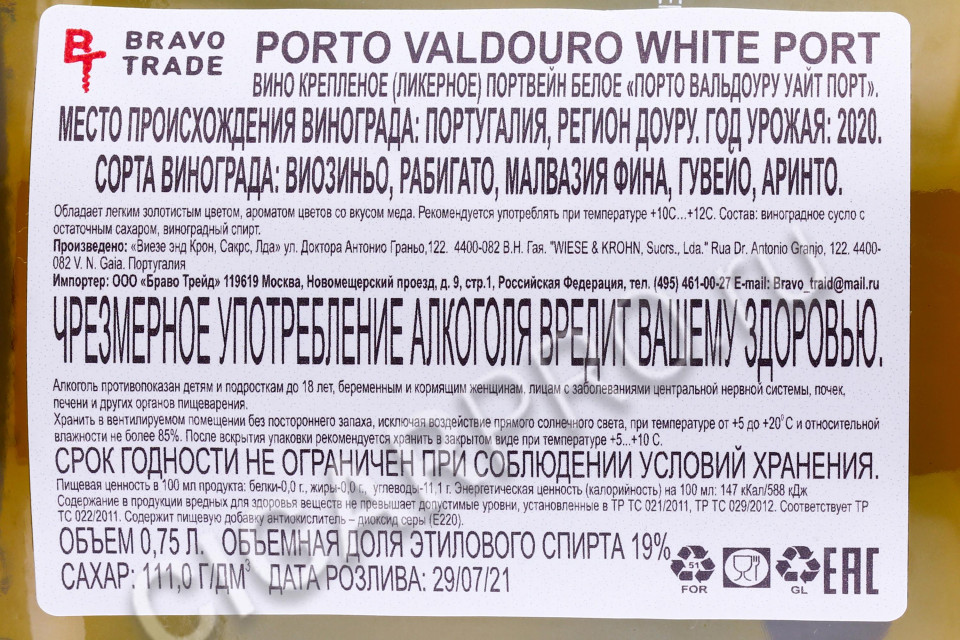 BRAVO
TRADE
PORTO VALDOURO WHITE PORT
ВИНО КРЕПЛЕНОЕ (ЛИКЕРНОЕ) ПОРТВЕЙН БЕЛОЕ «ПОРТО ВАЛЬДОУРУ УАЙТ ПОРТ».
МЕСТО ПРОИСХОЖДЕНИЯ ВИНОГРАДА: ПОРТУГАЛИЯ, РЕГИОН ДОУРУ. ГОД УРОЖАЯ: 2020.
СОРТА ВИНОГРАДА: ВИОЗИНЬО, РАБИГАТО, МАЛВАЗИЯ ФИНА, ГУВЕЙО, АРИНТО.
Обладает легким золотистым цветом, ароматом цветов со вкусом меда. Рекомендуется употреблять при температуре +10С...+12С. Состав: виноградное сусло с
остаточным сахаром, виноградный спирт.
Произведено: «Виезе энд Крон, Сакрс, Лда» ул. Доктора Антонио Граньо,122. 4400-082 В.Н. Гая. "WIESE & KROHN, Sucrs., Lda." Rua Dr. Antonio Granjo, 122. 4400-
082 V. N. Gaia. Португалия
Импортер: ООО «Браво Трейд» 119619 Москва, Новомещерский проезд, д. 9, стр.1, Российская Федерация, тел. (495) 461-00-27 E-mail: Bravo_traid@mail.ru
ЧРЕЗМЕРНОЕ УПОТРЕБЛЕНИЕ АЛКОГОЛЯ ВРЕДИТ ВАШЕМУ ЗДОРОВЬЮ.
Алкоголь противопоказан детям и подросткам до 18 лет, беременным и кормящим женщинам, лицам с заболеваниями центральной нервной системы, почек,
печени и других органов пищеварения.
Хранить в вентилируемом помещении без постороннего запаха, исключая воздействие прямого солнечного света, при температуре от +5 до +20⁰С и относительной
влажности не более 85%. После вскрытия упаковки рекомендуется хранить в закрытом виде при температуре +5...+10 С.
СРОК ГОДНОСТИ НЕ ОГРАНИЧЕН ПРИ СОБЛЮДЕНИИ УСЛОВИЙ ХРАНЕНИЯ.
Пищевая ценность в 100 мл продукта: белки-0,0 г., жиры-0,0 г., углеводы-11,1 г. Энергетическая ценность (калорийность) на 100 мл: 147 кКал/588 кДж
Содержание в продукции вредных для здоровья веществ не превышает допустимые уровни, установленные в ТР ТС 021/2011, ТР ТС 029/2012. Соответствует ТР
ТС 022/2011. Содержит пищевую добавку антиокислитель – диоксид серы (Е220).
ОБЪЕМ 0,75 Л. ОБЪЕМНАЯ ДОЛЯ ЭТИЛОВОГО СПИРТА 19%
САХАР: 111,0 Г/ДМ³ ДАТА РОЗЛИВА: 29/07/21
51
FOR
GL
EAC
CIGARPRO.ru